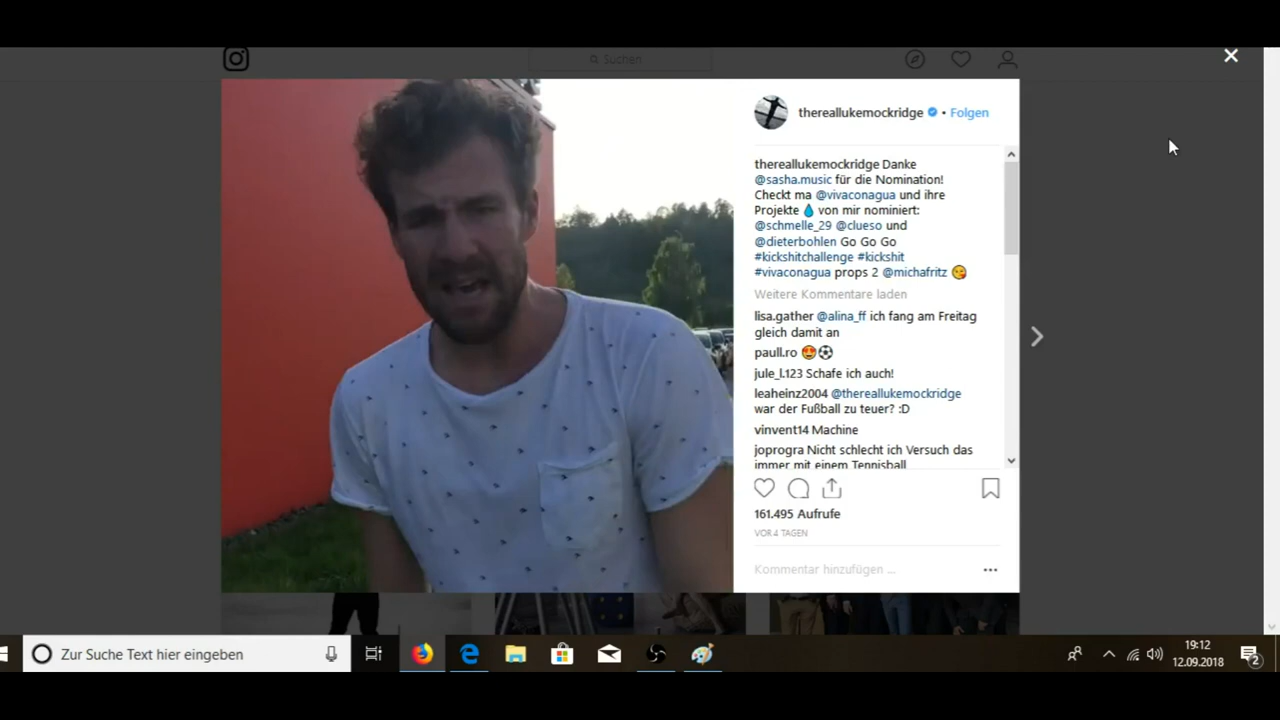 Suchen
thereallukemockridge • Folgen
thereallukemockridge Danke
@sasha.music für die Nomination!
Checkt ma @vivaconagua und ihre
Projekte 💧 von mir nominiert:
@schmelle_29 @clueso und
@dieterbohlen Go Go Go
#kickshitchallenge #kickshit
#vivaconagua props 2 @michafritz 😘
Weitere Kommentare laden
lisa.gather @alina_ff ich fang am Freitag
gleich damit an
paull.ro 😍⚽
jule_l.123 Schafe ich auch!
leaheinz2004 @thereallukemockridge
war der Fußball zu teuer? :D
vinvent14 Machine
joprogra Nicht schlecht ich Versuch das
immer mit einem Tennisball
161.495 Aufrufe
VOR 4 TAGEN
Kommentar hinzufügen ...
Zur Suche Text hier eingeben
19:12
12.09.2018
2